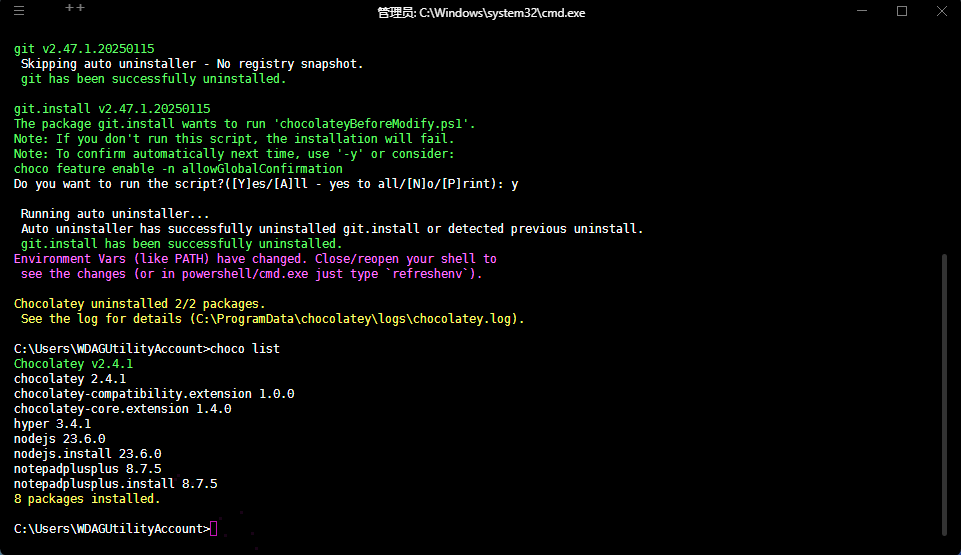 管理员: C:\Windows\system32\cmd.exe
git v2.47.1.20250115
Skipping auto uninstaller - No registry snapshot.
git has been successfully uninstalled.
git.install v2.47.1.20250115
The package git.install wants to run 'chocolateyBeforeModify.ps1'.
Note: If you don't run this script, the installation will fail.
Note: To confirm automatically next time, use '-y' or consider:
choco feature enable -n allowGlobalConfirmation
Do you want to run the script?([Y]es/[A]ll - yes to all/[N]o/[P]rint): y
Running auto uninstaller...
Auto uninstaller has successfully uninstalled git.install or detected previous uninstall.
git.install has been successfully uninstalled.
Environment Vars (like PATH) have changed. Close/reopen your shell to
see the changes (or in powershell/cmd.exe just type `refreshenv`).
Chocolatey uninstalled 2/2 packages.
See the log for details (C:\ProgramData\chocolatey\logs\chocolatey.log).
C:\Users\WDAGUtilityAccount>choco list
Chocolatey v2.4.1
chocolatey 2.4.1
chocolatey-compatibility.extension 1.0.0
chocolatey-core.extension 1.4.0
hyper 3.4.1
nodejs 23.6.0
nodejs.install 23.6.0
notepadplusplus 8.7.5
notepadplusplus.install 8.7.5
8 packages installed.
C:\Users\WDAGUtilityAccount>